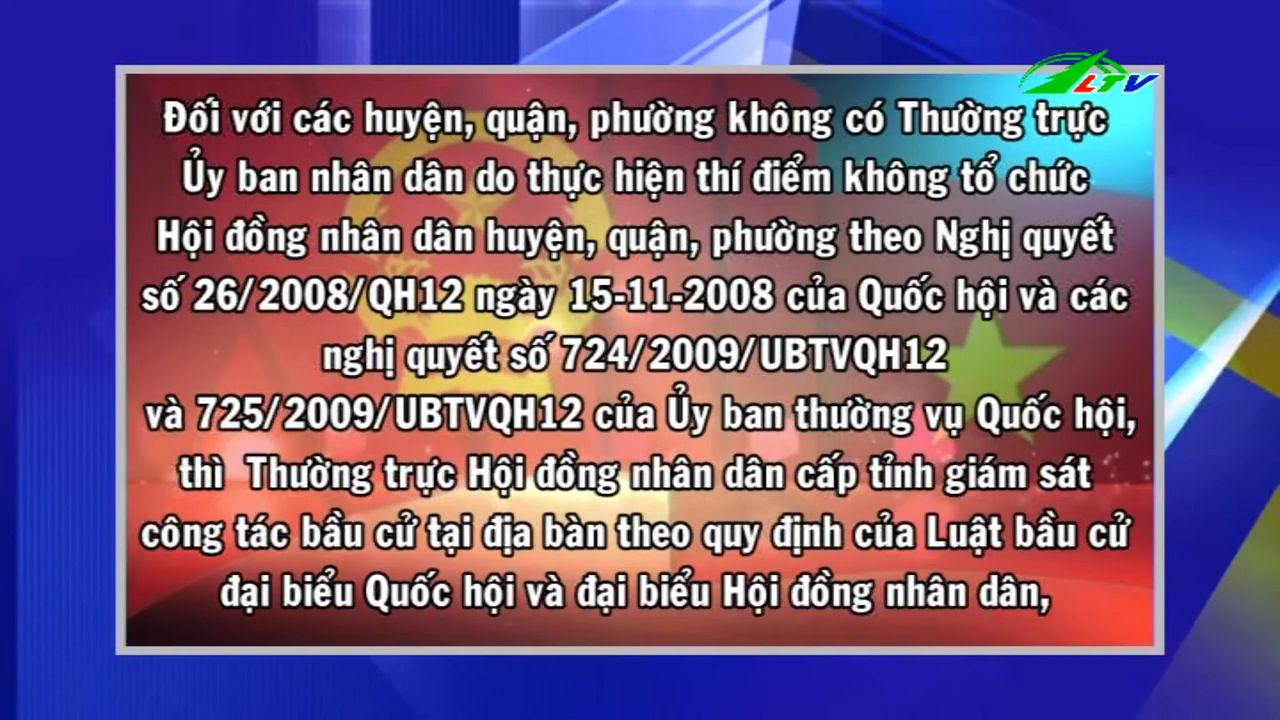 LTV
Đối với các huyện, quận, phường không có Thường trực
Ủy ban nhân dân do thực hiện thí điểm không tổ chức
Hội đồng nhân dân huyện, quận, phường theo Nghị quyết
số 26/2008/QH12 ngày 15-11-2008 của Quốc hội và các
nghị quyết số 724/2009/UBTVQH12
và 725/2009/UBTVQH12 của Ủy ban thường vụ Quốc hội,
thì Thường trực Hội đồng nhân dân cấp tỉnh giám sát
công tác bầu cử tại địa bàn theo quy định của Luật bầu cử
đại biểu Quốc hội và đại biểu Hội đồng nhân dân,